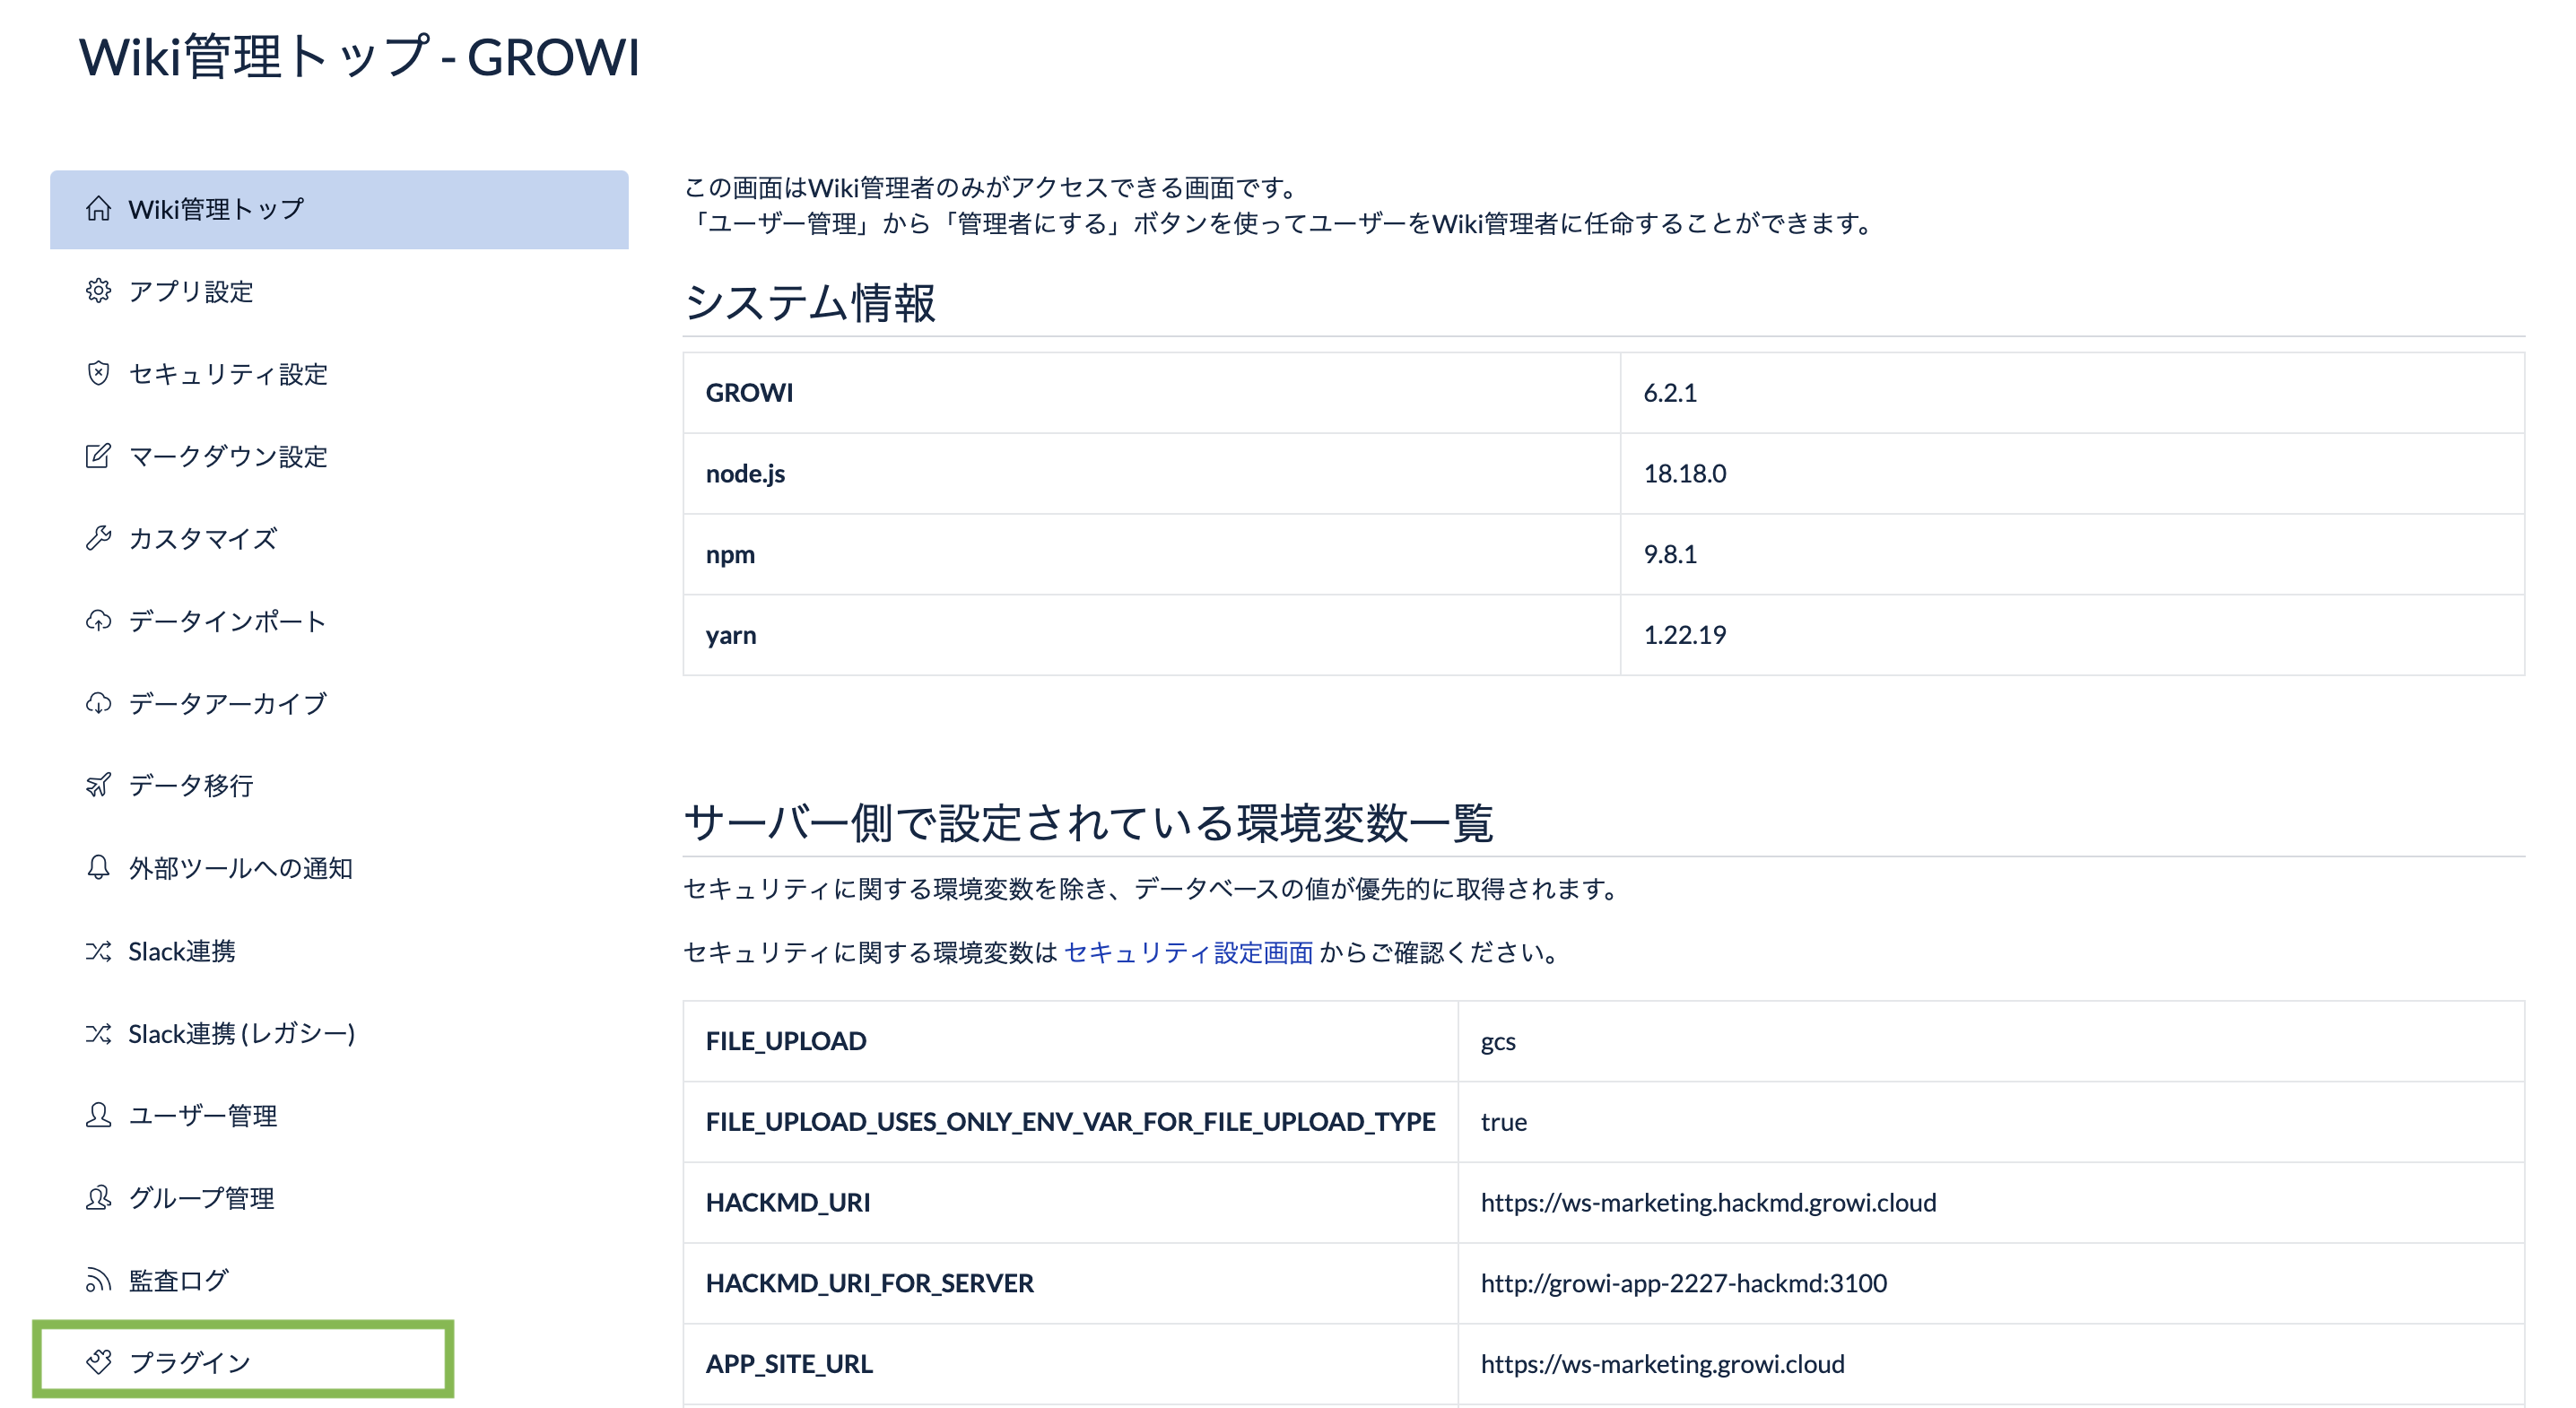 Wiki管理トップ - GROWI
Wiki管理トップ
アプリ設定
セキュリティ設定
マークダウン設定
カスタマイズ
データインポート
データアーカイブ
データ移行
外部ツールへの通知
Slack連携
Slack連携 (レガシー)
ユーザー管理
グループ管理
監査ログ
プラグイン
この画面はWiki管理者のみがアクセスできる画面です。
「ユーザー管理」から「管理者にする」ボタンを使ってユーザーをWiki管理者に任命することができます。
システム情報
GROWI 6.2.1
node.js 18.18.0
npm 9.8.1
yarn 1.22.19
サーバー側で設定されている環境変数一覧
セキュリティに関する環境変数を除き、データベースの値が優先的に取得されます。
セキュリティに関する環境変数は セキュリティ設定画面 からご確認ください。
FILE_UPLOAD gcs
FILE_UPLOAD_USES_ONLY_ENV_VAR_FOR_FILE_UPLOAD_TYPE true
HACKMD_URI https://ws-marketing.hackmd.growi.cloud
HACKMD_URI_FOR_SERVER http://growi-app-2227-hackmd:3100
APP_SITE_URL https://ws-marketing.growi.cloud